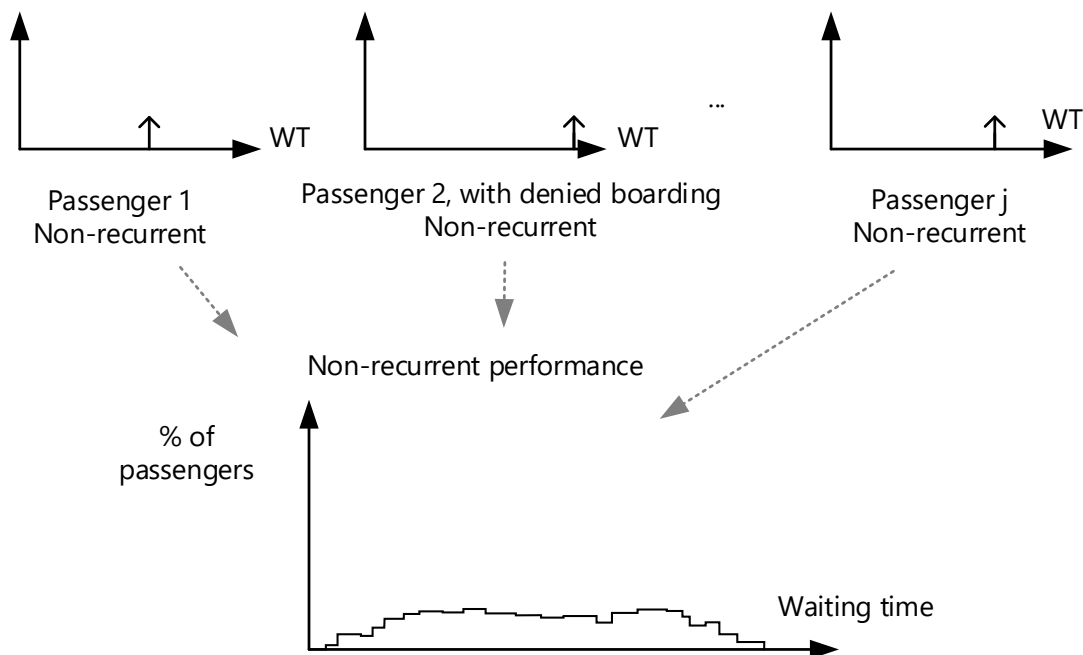 WT
WT
...
WT
Passenger 1
Non-recurrent
Passenger 2, with denied boarding
Non-recurrent
Passenger j
Non-recurrent
Non-recurrent performance
% of
passengers
Waiting time